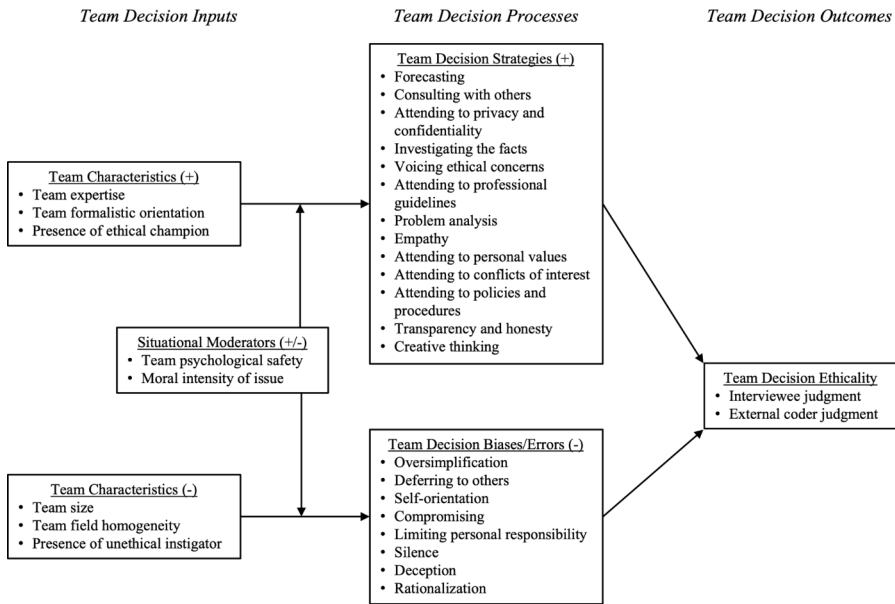 Team Decision Inputs
Team Decision Processes
Team Decision Outcomes
Team Characteristics (+)
• Team expertise
• Team formalistic orientation
• Presence of ethical champion
Situational Moderators (+/-)
• Team psychological safety
• Moral intensity of issue
Team Characteristics (-)
• Team size
• Team field homogeneity
• Presence of unethical instigator
Team Decision Strategies (+)
• Forecasting
• Consulting with others
• Attending to privacy and
confidentiality
• Investigating the facts
• Voicing ethical concerns
• Attending to professional
guidelines
• Problem analysis
• Empathy
• Attending to personal values
• Attending to conflicts of interest
• Attending to policies and
procedures
• Transparency and honesty
• Creative thinking
Team Decision Biases/Errors (-)
• Oversimplification
• Deferring to others
• Self-orientation
• Compromising
• Limiting personal responsibility
• Silence
• Deception
• Rationalization
Team Decision Ethicality
• Interviewee judgment
• External coder judgment